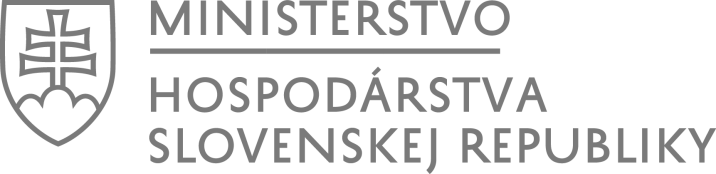 MINISTERSTVO
HOSPODÁRSTVA
SLOVENSKEJ REPUBLIKY